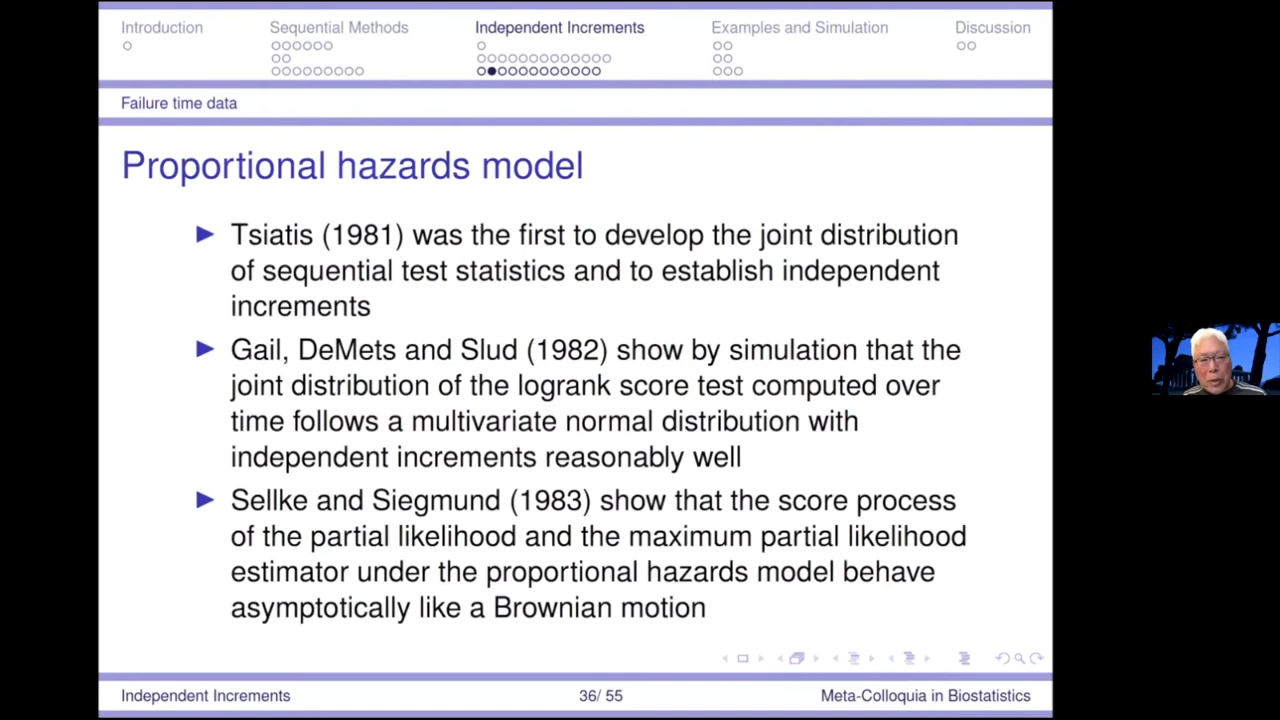 Introduction Sequential Methods Independent Increments Examples and Simulation Discussion
Failure time data
Proportional hazards model
Tsiatis (1981) was the first to develop the joint distribution
of sequential test statistics and to establish independent
increments
Gail, DeMets and Slud (1982) show by simulation that the
joint distribution of the logrank score test computed over
time follows a multivariate normal distribution with
independent increments reasonably well
Sellke and Siegmund (1983) show that the score process
of the partial likelihood and the maximum partial likelihood
estimator under the proportional hazards model behave
asymptotically like a Brownian motion
Independent Increments 36/ 55 Meta-Colloquia in Biostatistics